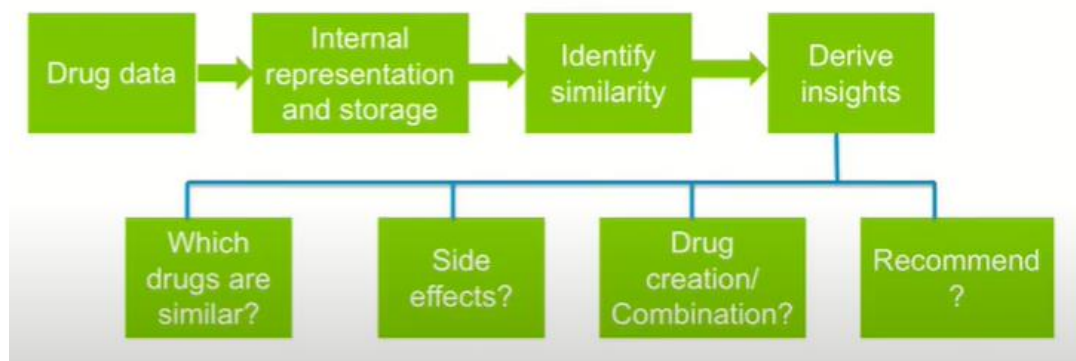 Drug data
Internal
representation
and storage
Identify
similarity
Derive
insights
Which
drugs are
similar?
Side
effects?
Drug
creation/
Combination?
Recommend
?